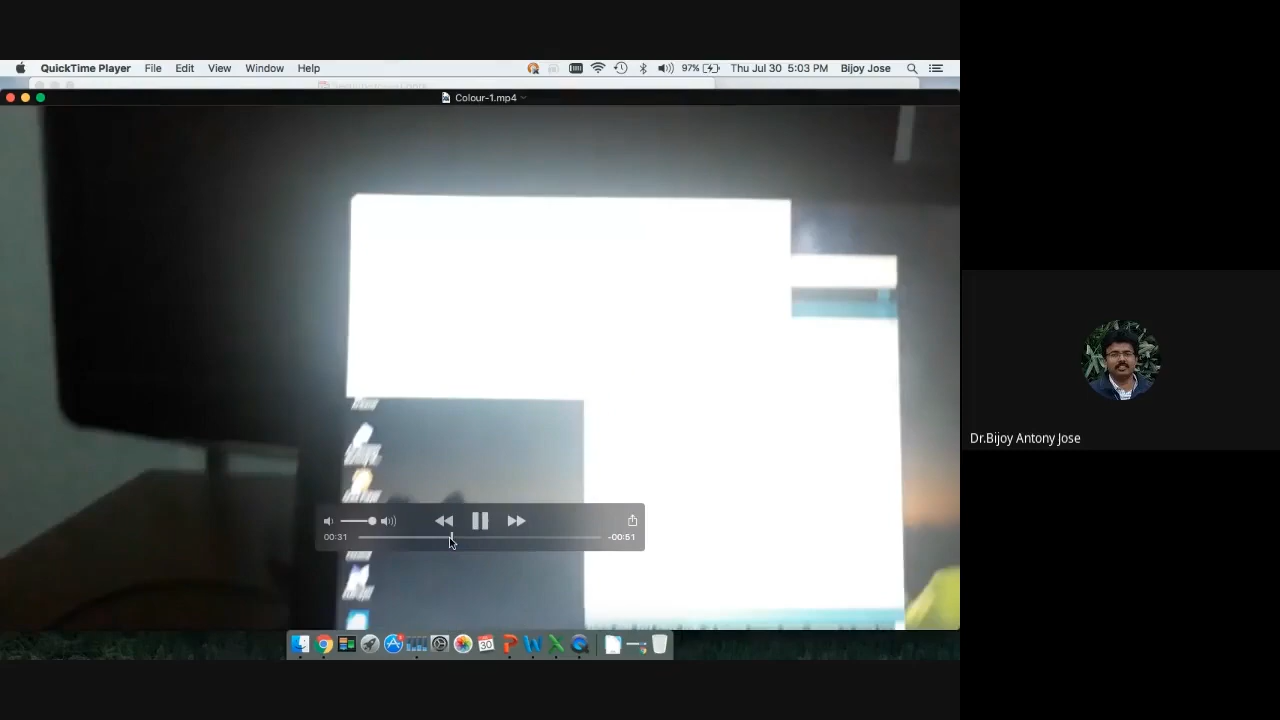 QuickTime Player File Edit View Window Help 97% Thu Jul 30 5:03 PM Bijoy Jose
Colour-1.mp4
00:31 -00:51
30
Dr.Bijoy Antony Jose